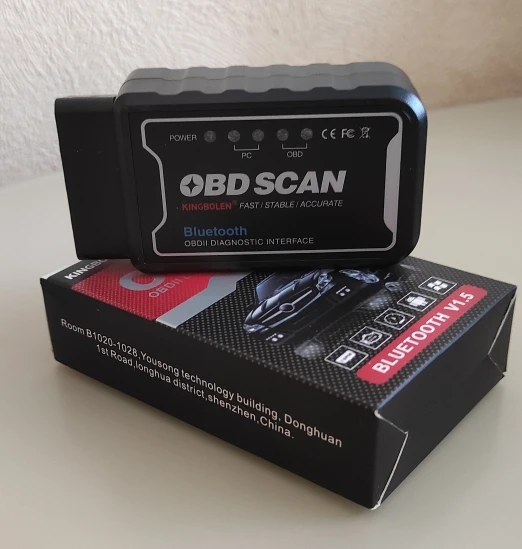 POWER
PC
OBD
CE FC
OBD SCAN
KINGBOLEN® FAST / STABLE / ACCURATE
Bluetooth
OBDII DIAGNOSTIC INTERFACE
OBDII
BLUETOOTH V1.5
Room B1020-1028,Yousong technology building, Donghuan
1st Road,longhua district,shenzhen,China.